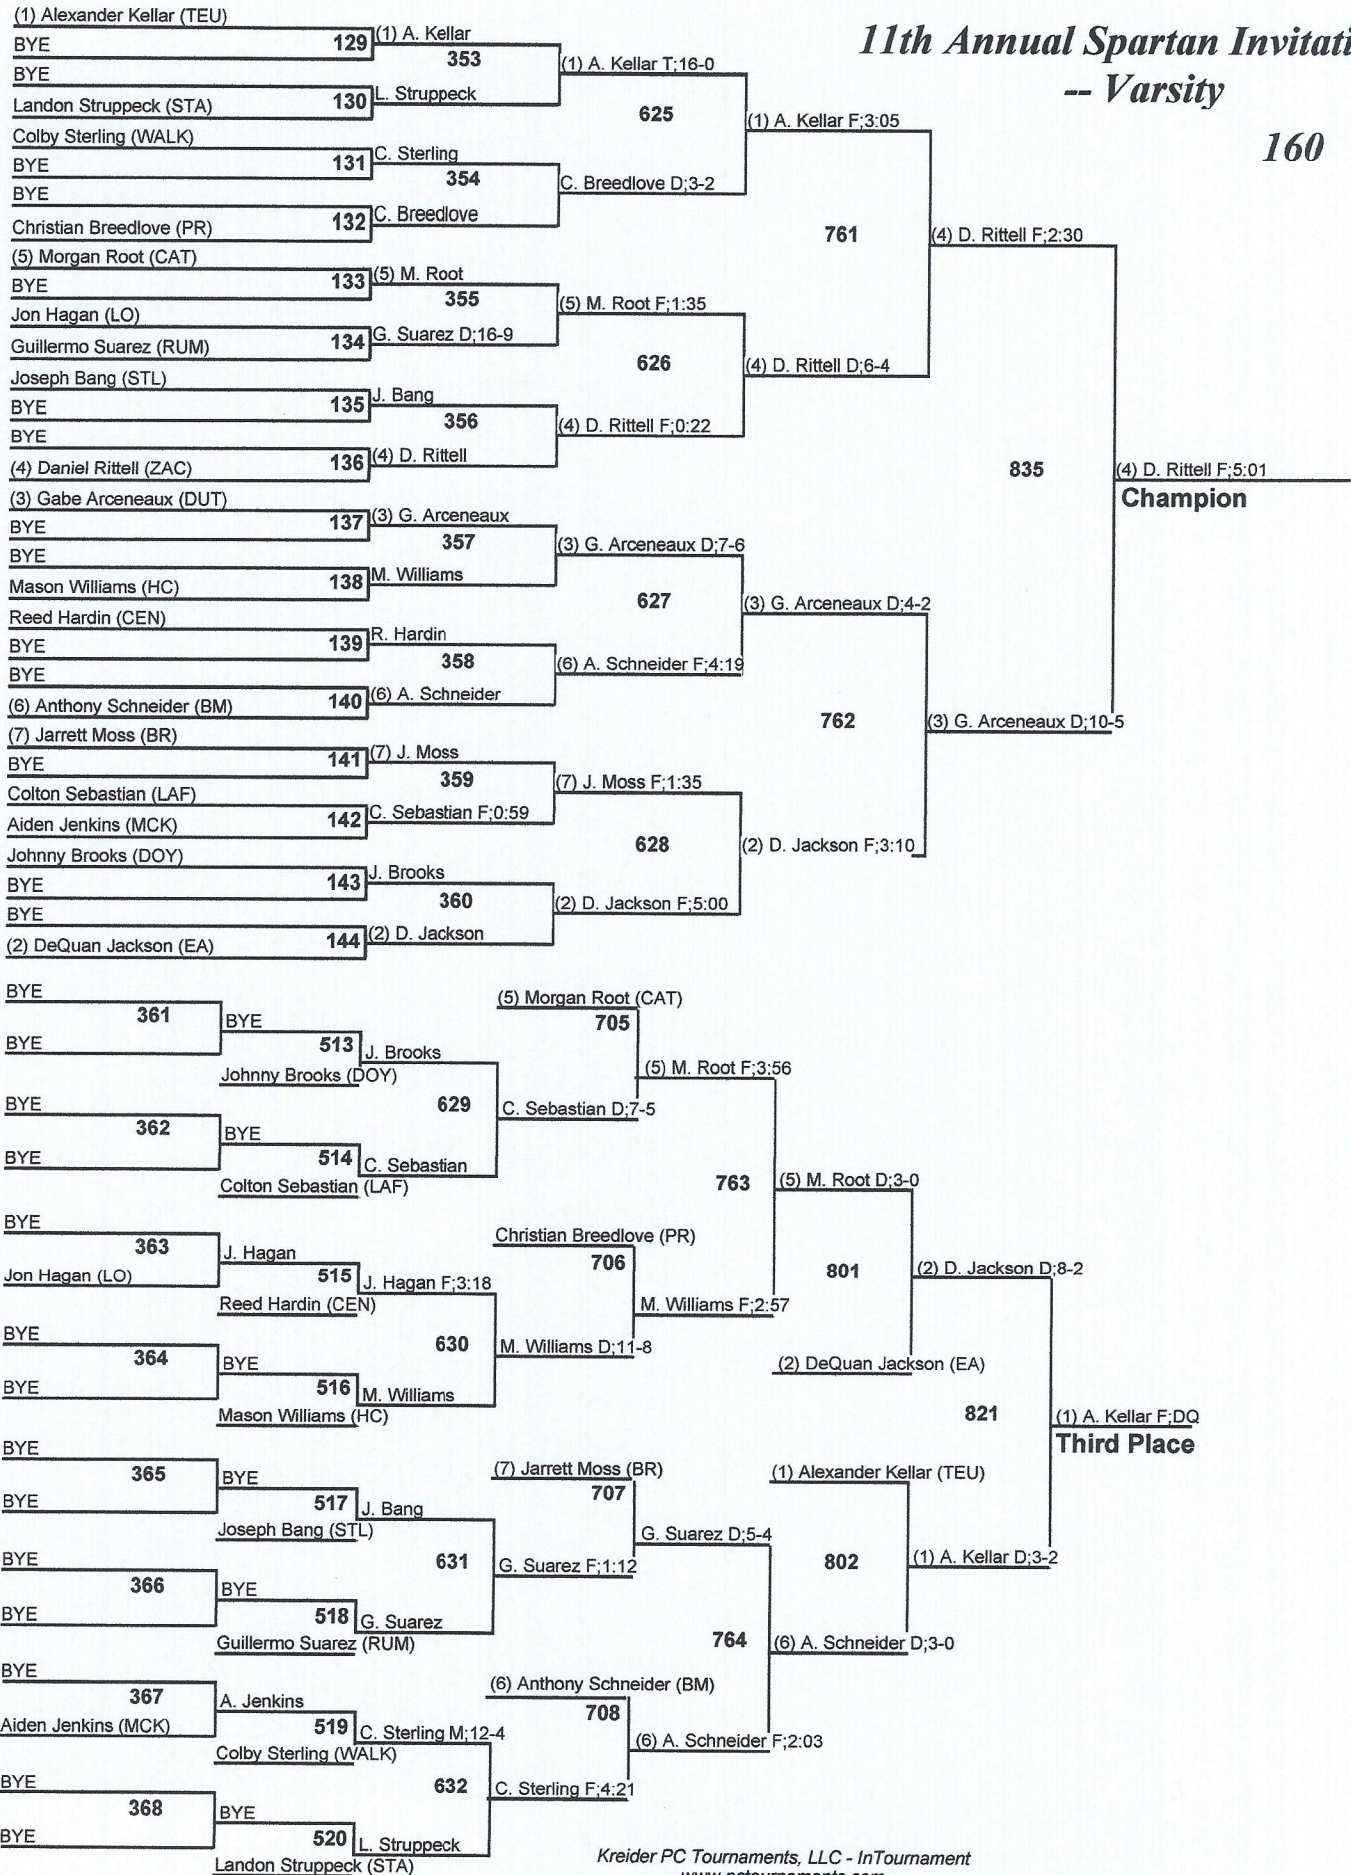 11th Annual Spartan Invitati
-- Varsity
160
(1) Alexander Kellar (TEU)
BYE
129
(1) A. Kellar
353
BYE
Landon Struppeck (STA)
130
L. Struppeck
(1) A. Kellar T;16-0
625
Colby Sterling (WALK)
BYE
131
C. Sterling
354
BYE
Christian Breedlove (PR)
132
C. Breedlove
C. Breedlove D;3-2
(1) A. Kellar F;3:05
761
(5) Morgan Root (CAT)
BYE
133
(5) M. Root
355
Jon Hagan (LO)
Guillermo Suarez (RUM)
134
G. Suarez D;16-9
(5) M. Root F;1:35
626
Joseph Bang (STL)
BYE
135
J. Bang
356
BYE
(4) Daniel Rittell (ZAC)
136
(4) D. Rittell
(4) D. Rittell F;0:22
(4) D. Rittell D;6-4
(4) D. Rittell F;2:30
835
(4) D. Rittell F;5:01
Champion
(3) Gabe Arceneaux (DUT)
BYE
137
(3) G. Arceneaux
357
BYE
Mason Williams (HC)
138
M. Williams
(3) G. Arceneaux D;7-6
627
Reed Hardin (CEN)
BYE
139
R. Hardin
358
BYE
(6) Anthony Schneider (BM)
140
(6) A. Schneider
(6) A. Schneider F;4:19
(3) G. Arceneaux D;4-2
762
(3) G. Arceneaux D;10-5
(7) Jarrett Moss (BR)
BYE
141
(7) J. Moss
359
Colton Sebastian (LAF)
Aiden Jenkins (MCK)
142
C. Sebastian F;0:59
(7) J. Moss F;1:35
628
Johnny Brooks (DOY)
BYE
143
J. Brooks
360
BYE
(2) DeQuan Jackson (EA)
144
(2) D. Jackson
(2) D. Jackson F;5:00
(2) D. Jackson F;3:10
BYE
361
BYE
BYE
513
Johnny Brooks (DOY)
J. Brooks
629
BYE
362
BYE
BYE
514
Colton Sebastian (LAF)
C. Sebastian
C. Sebastian D;7-5
(5) Morgan Root (CAT)
705
(5) M. Root F;3:56
763
BYE
363
Jon Hagan (LO)
J. Hagan
515
Reed Hardin (CEN)
J. Hagan F;3:18
630
BYE
364
BYE
BYE
516
Mason Williams (HC)
M. Williams
M. Williams D;11-8
Christian Breedlove (PR)
706
M. Williams F;2:57
(5) M. Root D;3-0
801
(2) DeQuan Jackson (EA)
(2) D. Jackson D;8-2
821
(1) A. Kellar F;DQ
Third Place
BYE
365
BYE
BYE
517
Joseph Bang (STL)
J. Bang
631
BYE
366
BYE
BYE
518
Guillermo Suarez (RUM)
G. Suarez
G. Suarez F;1:12
(7) Jarrett Moss (BR)
707
G. Suarez D;5-4
764
(1) Alexander Kellar (TEU)
802
(1) A. Kellar D;3-2
(6) A. Schneider D;3-0
BYE
367
Aiden Jenkins (MCK)
A. Jenkins
519
Colby Sterling (WALK)
C. Sterling M;12-4
632
BYE
368
BYE
BYE
520
Landon Struppeck (STA)
L. Struppeck
C. Sterling F;4:21
(6) Anthony Schneider (BM)
708
(6) A. Schneider F;2:03
Kreider PC Tournaments, LLC - InTournament
www.pctournaments.com